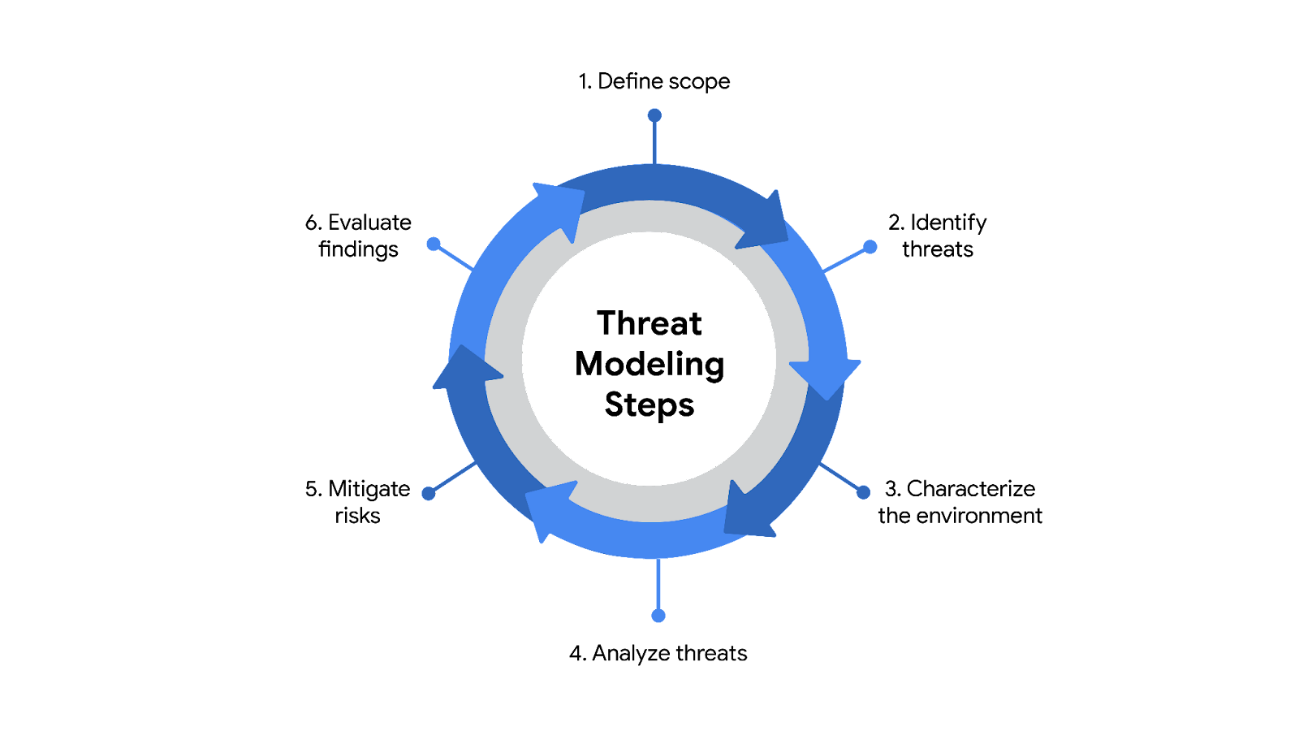 1. Define scope
2. Identify
threats
3. Characterize
the environment
4. Analyze threats
5. Mitigate
risks
6. Evaluate
findings
Threat
Modeling
Steps